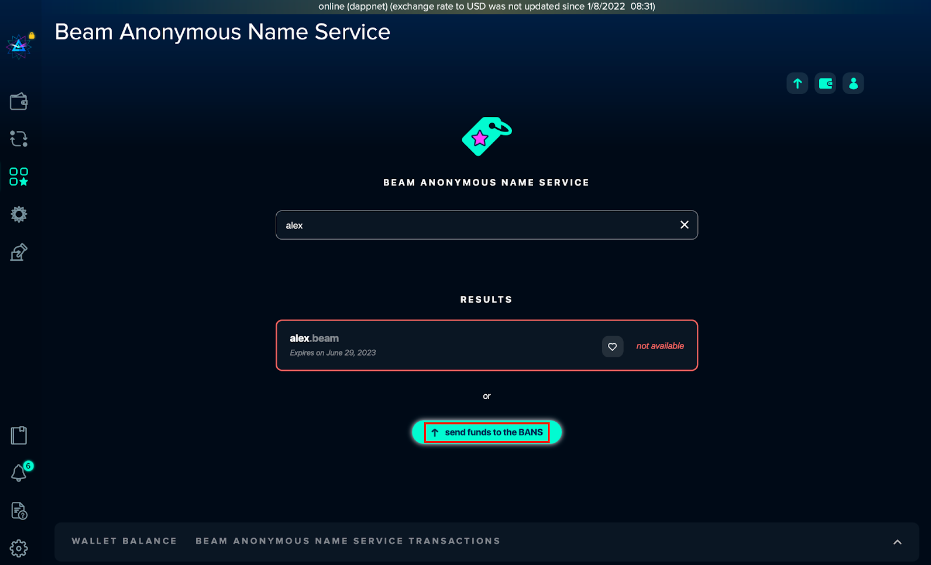 online (dappnet) (exchange rate to USD was not updated since 1/8/2022 08:31)
Beam Anonymous Name Service
BEAM ANONYMOUS NAME SERVICE
alex
RESULTS
alex.beam
Expires on June 29, 2023
not available
or
send funds to the BANS
6
WALLET BALANCE BEAM ANONYMOUS NAME SERVICE TRANSACTIONS